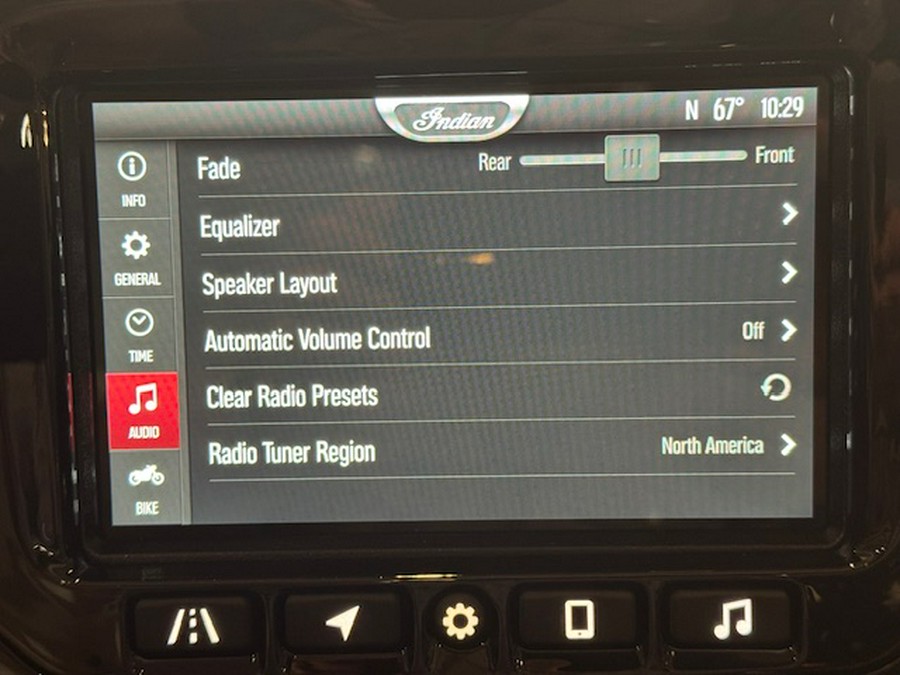 Indian
N 67° 10:29
INFO
GENERAL
TIME
AUDIO
BIKE
Fade Rear Front
Equalizer
Speaker Layout
Automatic Volume Control Off
Clear Radio Presets
Radio Tuner Region North America